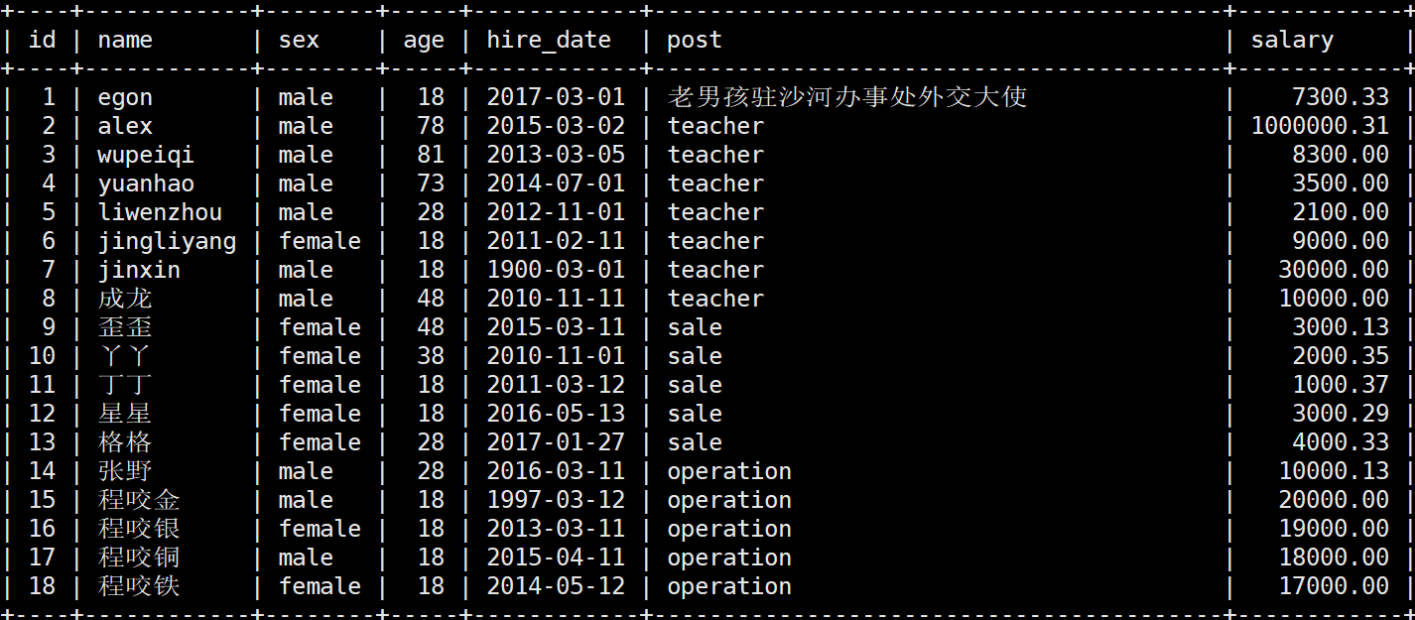 +----+------------+--------+-----+------------+-----------------------------------------+------------+
| id | name       | sex    | age | hire_date  | post                                    | salary     |
+----+------------+--------+-----+------------+-----------------------------------------+------------+
|  1 | egon       | male   |  18 | 2017-03-01 | 老男孩驻沙河办事处外交大使              |    7300.33 |
|  2 | alex       | male   |  78 | 2015-03-02 | teacher                                 | 1000000.31 |
|  3 | wupeiqi    | male   |  81 | 2013-03-05 | teacher                                 |    8300.00 |
|  4 | yuanhao    | male   |  73 | 2014-07-01 | teacher                                 |    3500.00 |
|  5 | liwenzhou  | male   |  28 | 2012-11-01 | teacher                                 |    2100.00 |
|  6 | jingliyang | female |  18 | 2011-02-11 | teacher                                 |    9000.00 |
|  7 | jinxin     | male   |  18 | 1900-03-01 | teacher                                 |   30000.00 |
|  8 | 成龙       | male   |  48 | 2010-11-11 | teacher                                 |   10000.00 |
|  9 | 歪歪       | female |  48 | 2015-03-11 | sale                                    |    3000.13 |
| 10 | 丫丫       | female |  38 | 2010-11-01 | sale                                    |    2000.35 |
| 11 | 丁丁       | female |  18 | 2011-03-12 | sale                                    |    1000.37 |
| 12 | 星星       | female |  18 | 2016-05-13 | sale                                    |    3000.29 |
| 13 | 格格       | female |  28 | 2017-01-27 | sale                                    |    4000.33 |
| 14 | 张野       | male   |  28 | 2016-03-11 | operation                               |   10000.13 |
| 15 | 程咬金     | male   |  18 | 1997-03-12 | operation                               |   20000.00 |
| 16 | 程咬银     | female |  18 | 2013-03-11 | operation                               |   19000.00 |
| 17 | 程咬铜     | male   |  18 | 2015-04-11 | operation                               |   18000.00 |
| 18 | 程咬铁     | female |  18 | 2014-05-12 | operation                               |   17000.00 |
+----+------------+--------+-----+------------+-----------------------------------------+------------+